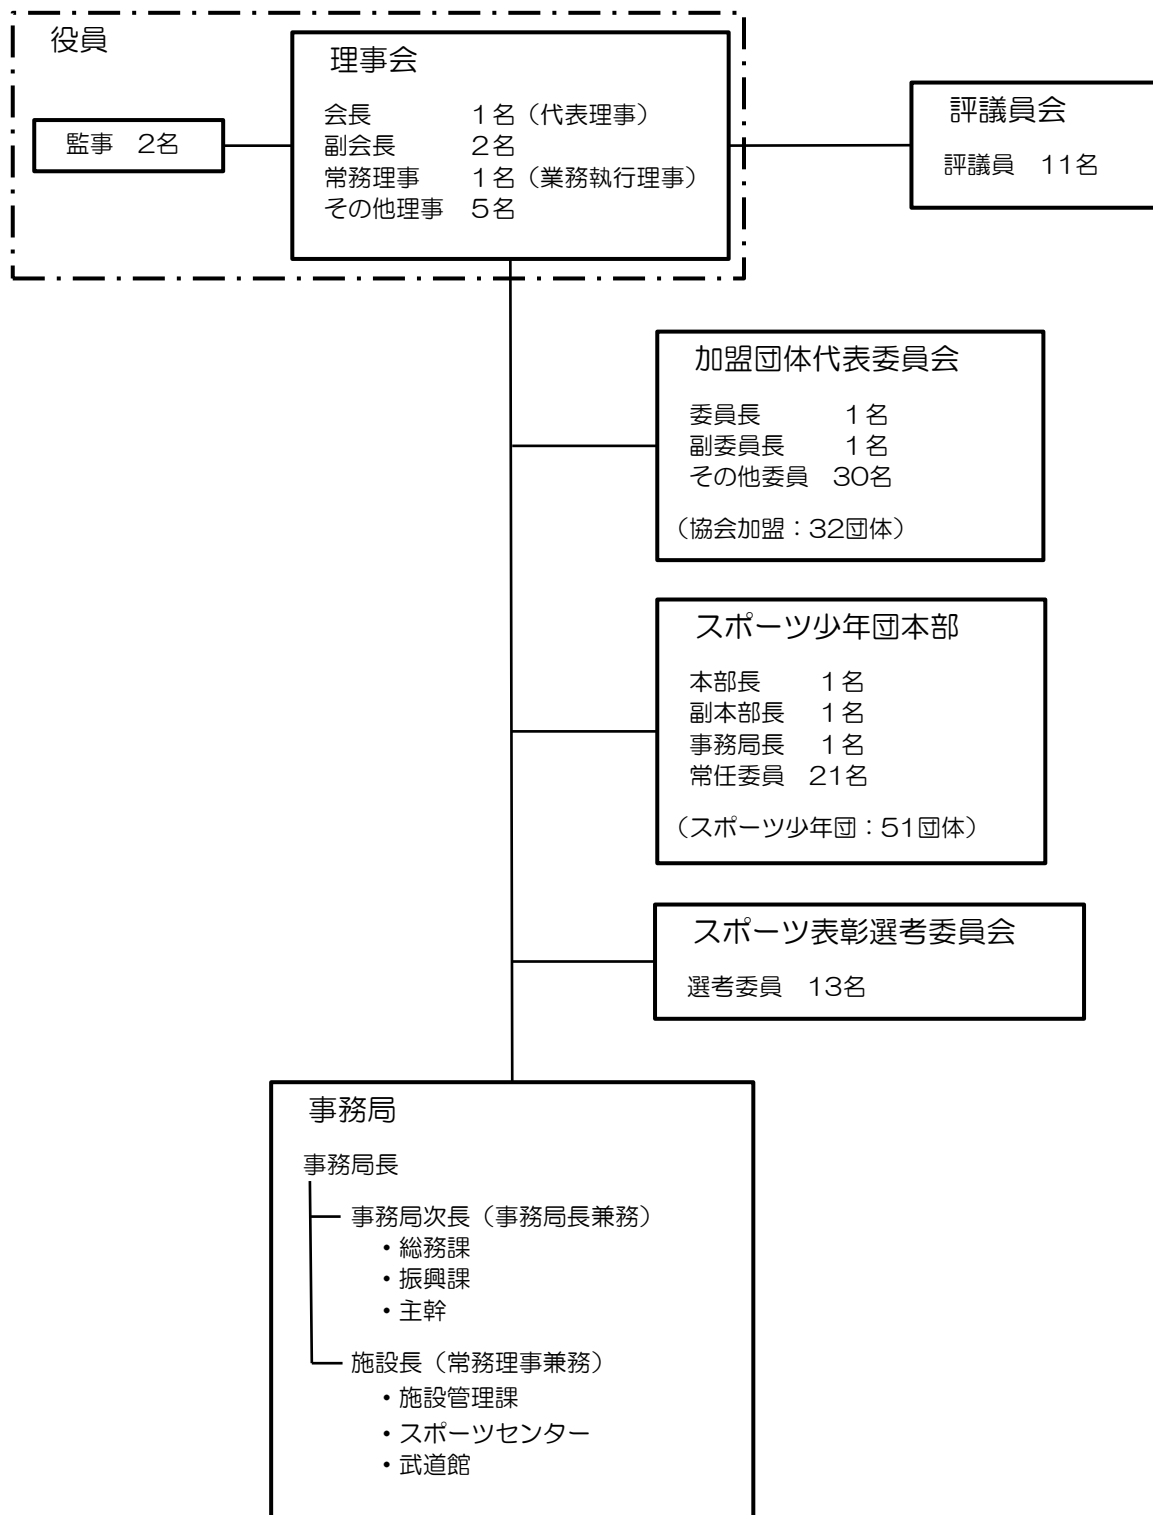 役員
監事　2名
理事会
会長　1名（代表理事）
副会長　2名
常務理事　1名（業務執行理事）
その他理事　5名
評議員会
評議員　11名
加盟団体代表委員会
委員長　1名
副委員長　1名
その他委員　30名
（協会加盟：32団体）
スポーツ少年団本部
本部長　1名
副本部長　1名
事務局長　1名
常任委員　21名
（スポーツ少年団：51団体）
スポーツ表彰選考委員会
選考委員　13名
事務局
事務局長
事務局次長（事務局長兼務）
・総務課
・振興課
・主幹
施設長（常務理事兼務）
・施設管理課
・スポーツセンター
・武道館